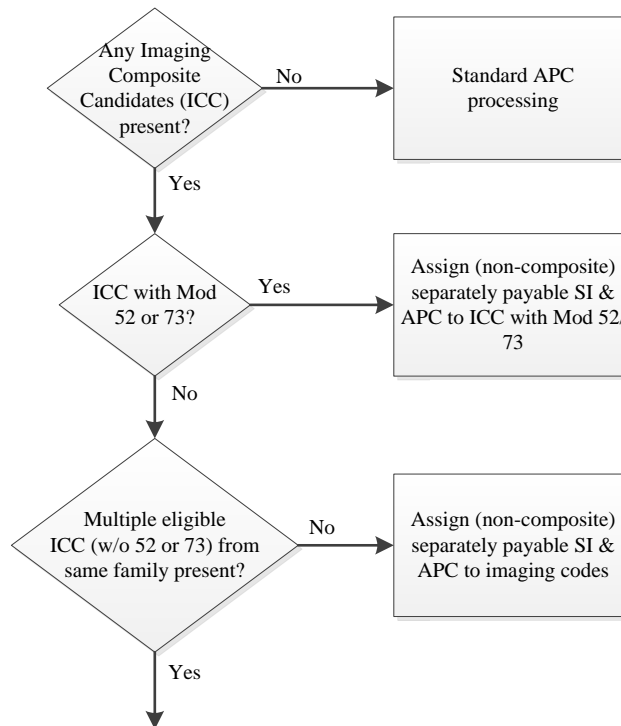 Any Imaging
Composite
Candidates (ICC)
present?
No
Standard APC
processing
Yes
ICC with Mod
52 or 73?
Yes
Assign (non-composite)
separately payable SI &
APC to ICC with Mod 52/
73
No
Multiple eligible
ICC (w/o 52 or 73) from
same family present?
No
Assign (non-composite)
separately payable SI &
APC to imaging codes
Yes